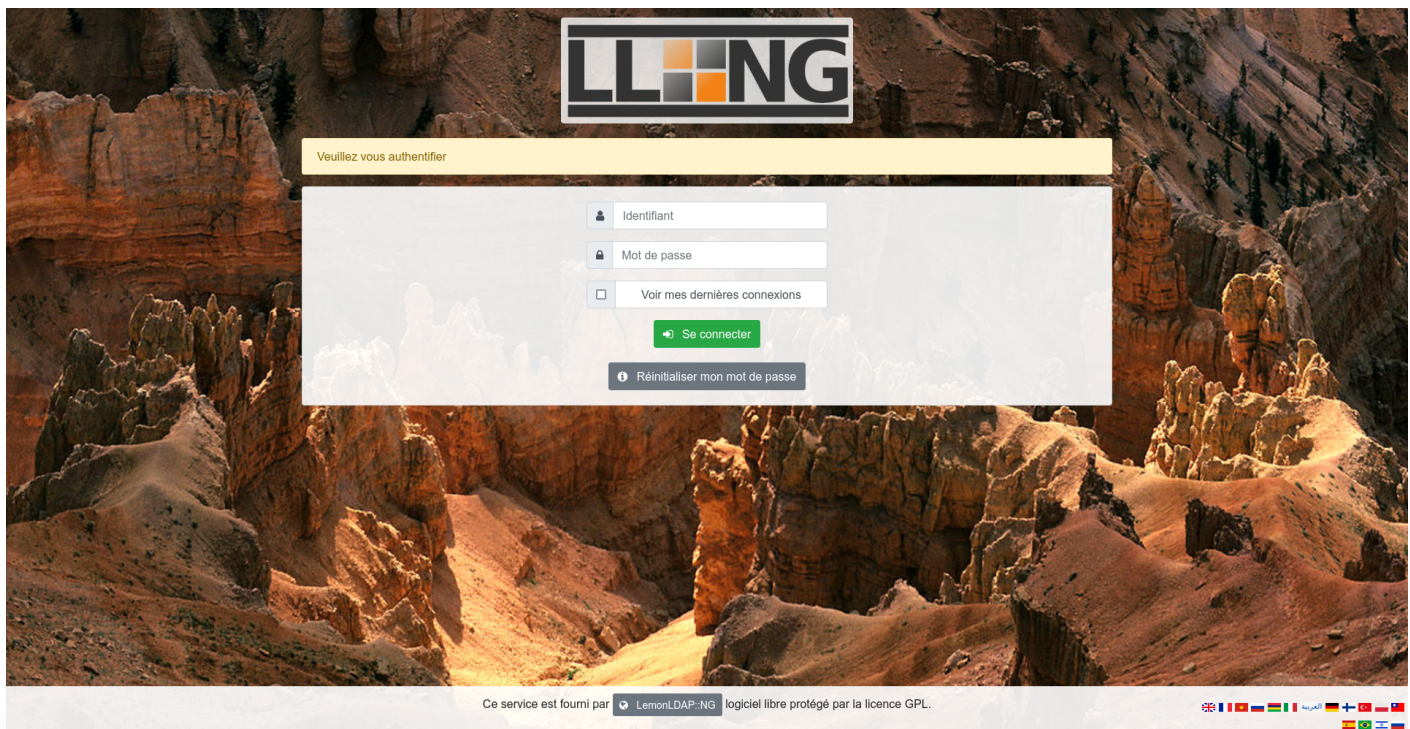 LL NG
Veuillez vous authentifier
Identifiant
Mot de passe
Voir mes dernières connexions
Se connecter
Réinitialiser mon mot de passe
Ce service est fourni par LemonLDAP::NG logiciel libre protégé par la licence GPL.
العربية